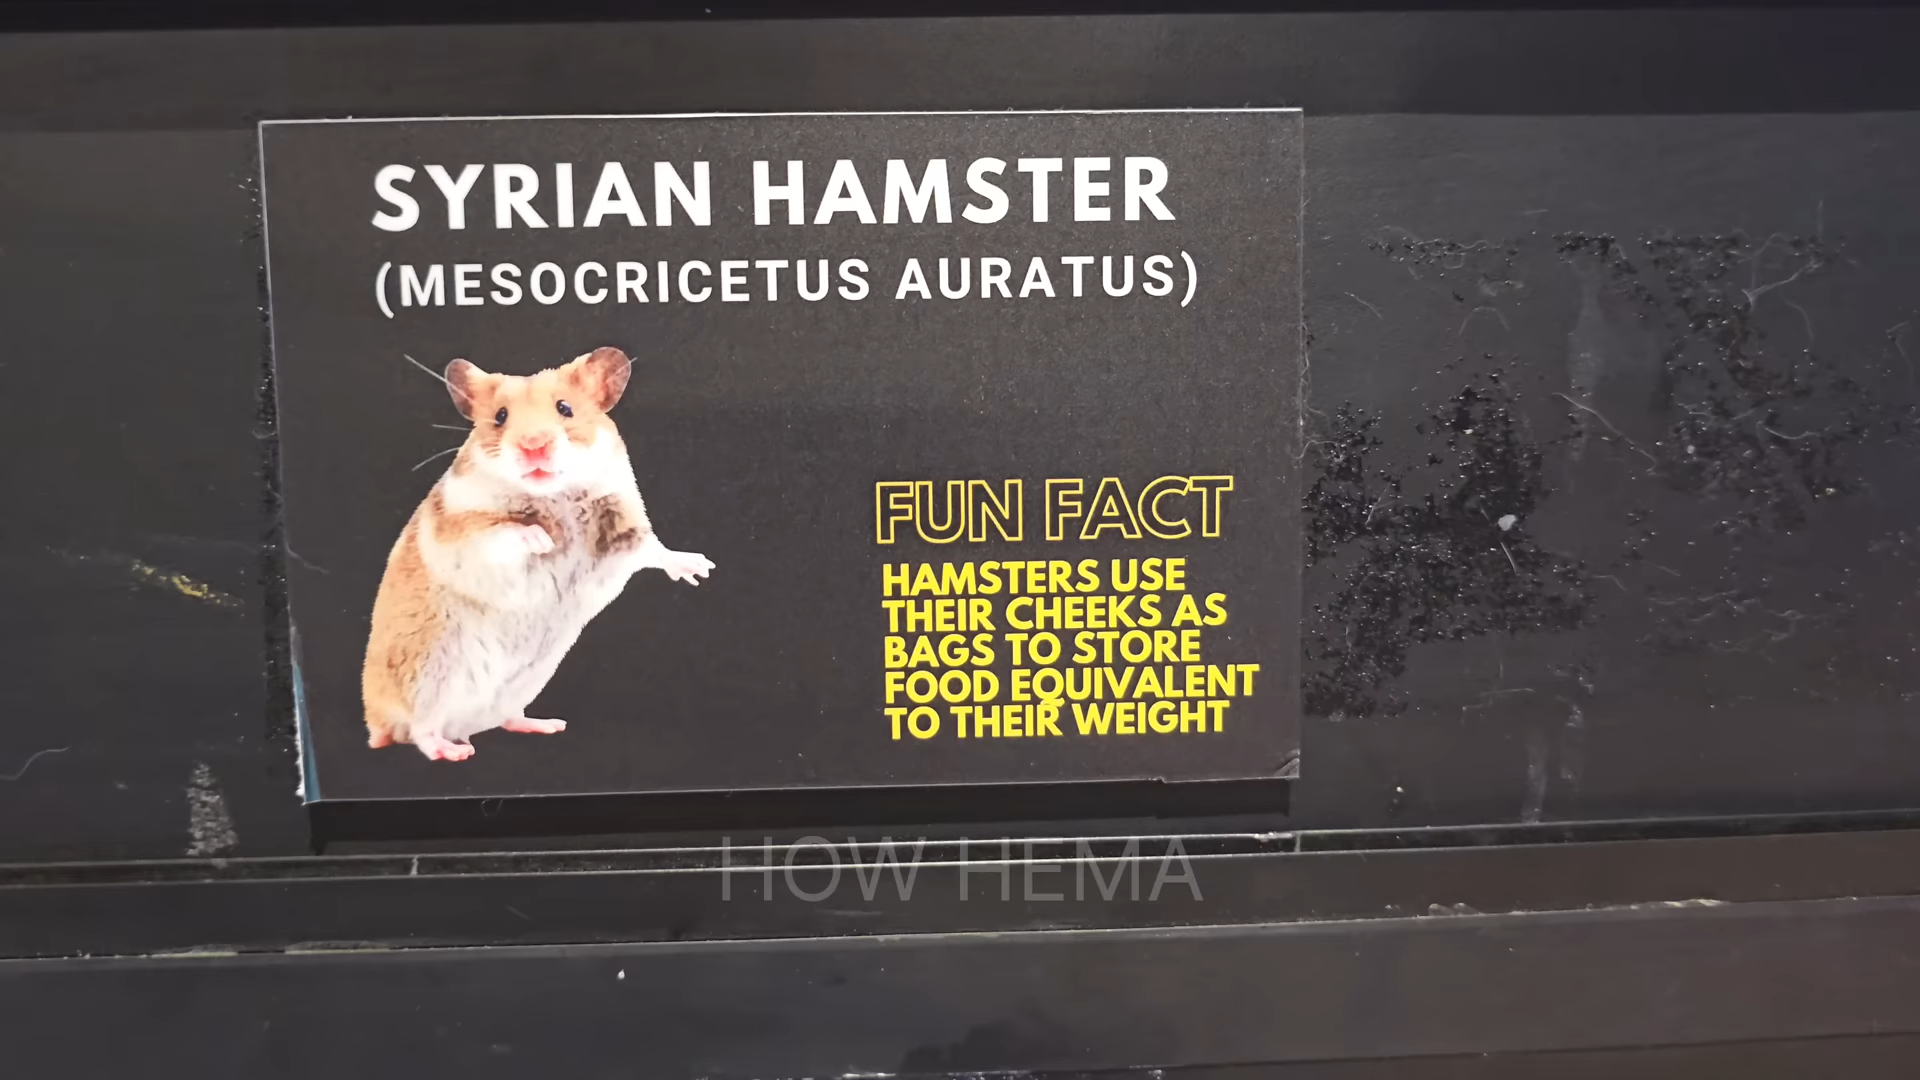 SYRIAN HAMSTER
(MESOCRICETUS AURATUS)
FUN FACT
HAMSTERS USE
THEIR CHEEKS AS
BAGS TO STORE
FOOD EQUIVALENT
TO THEIR WEIGHT
HOW HEMA